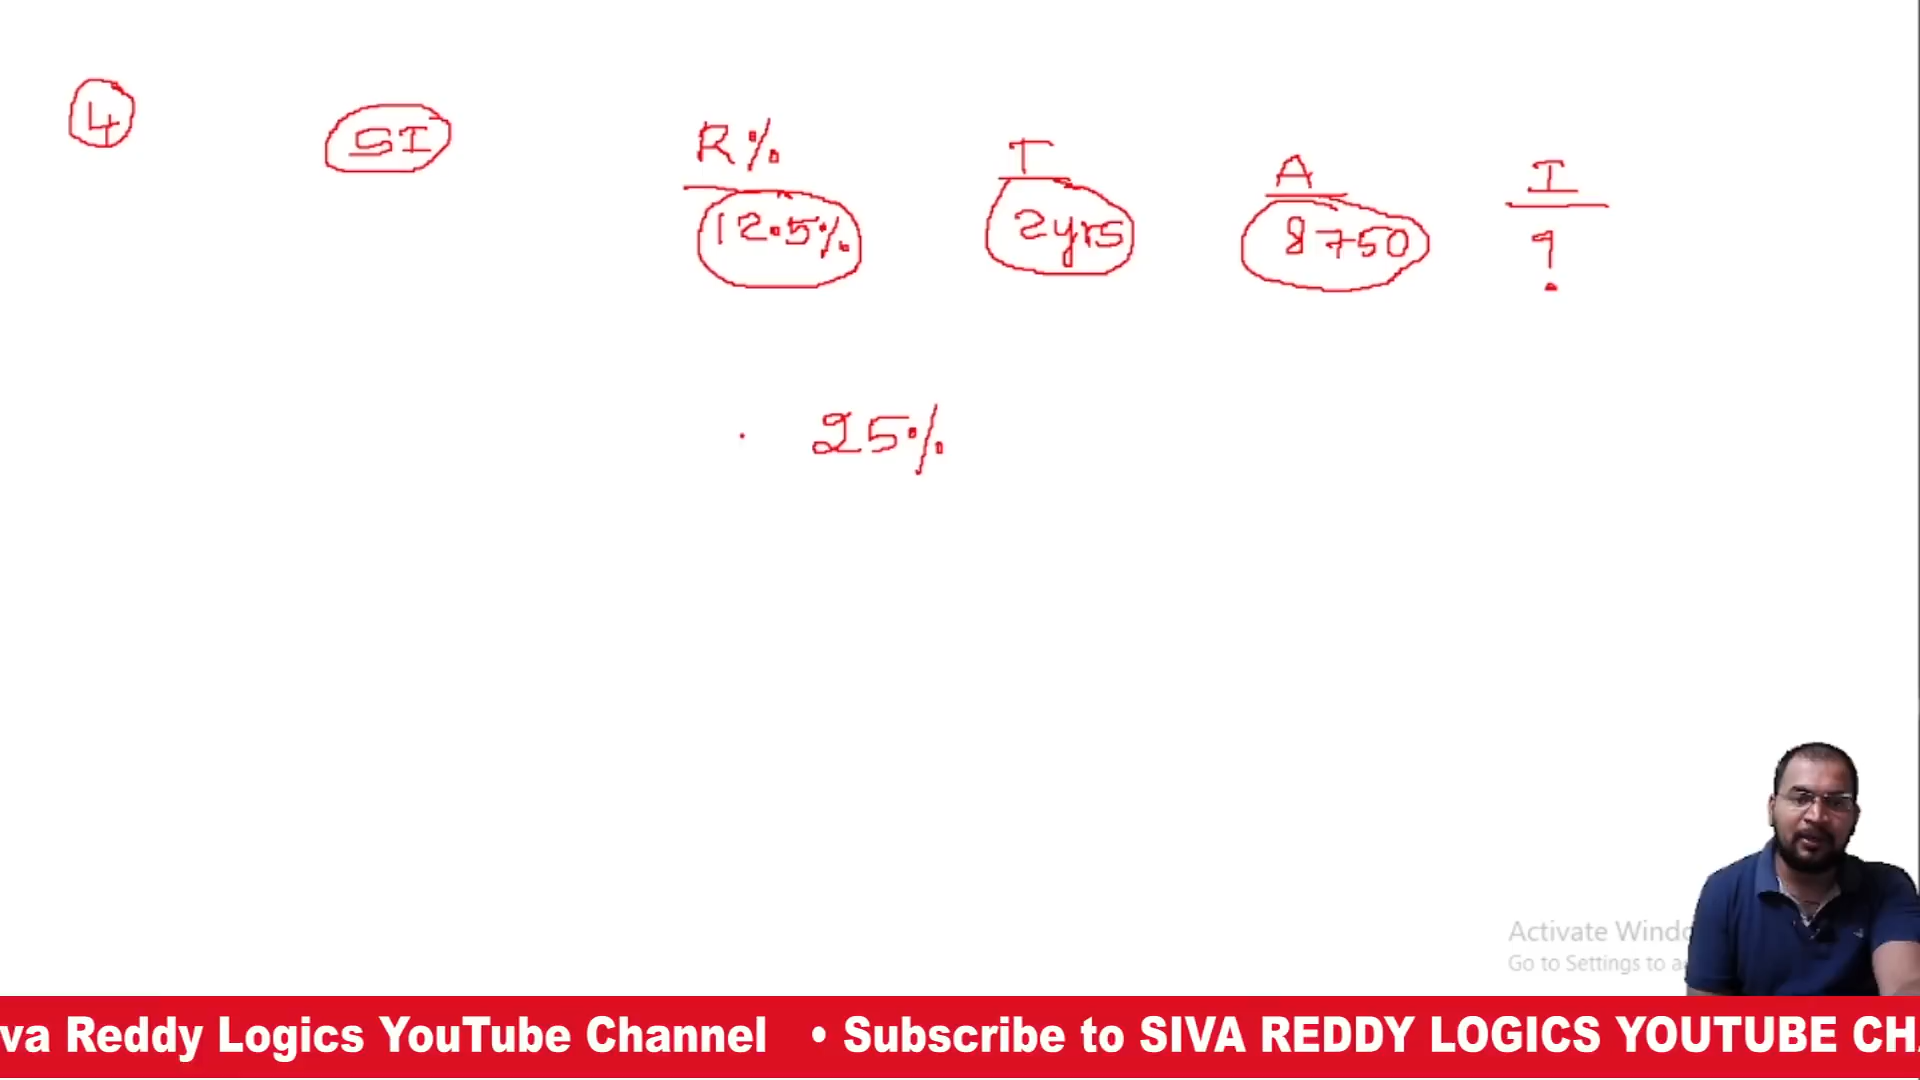 4
SI
R% T A I
12.5% 2yrs 8750 ?
25%
Activate Windo
Go to Settings to a
va Reddy Logics YouTube Channel • Subscribe to SIVA REDDY LOGICS YOUTUBE CH